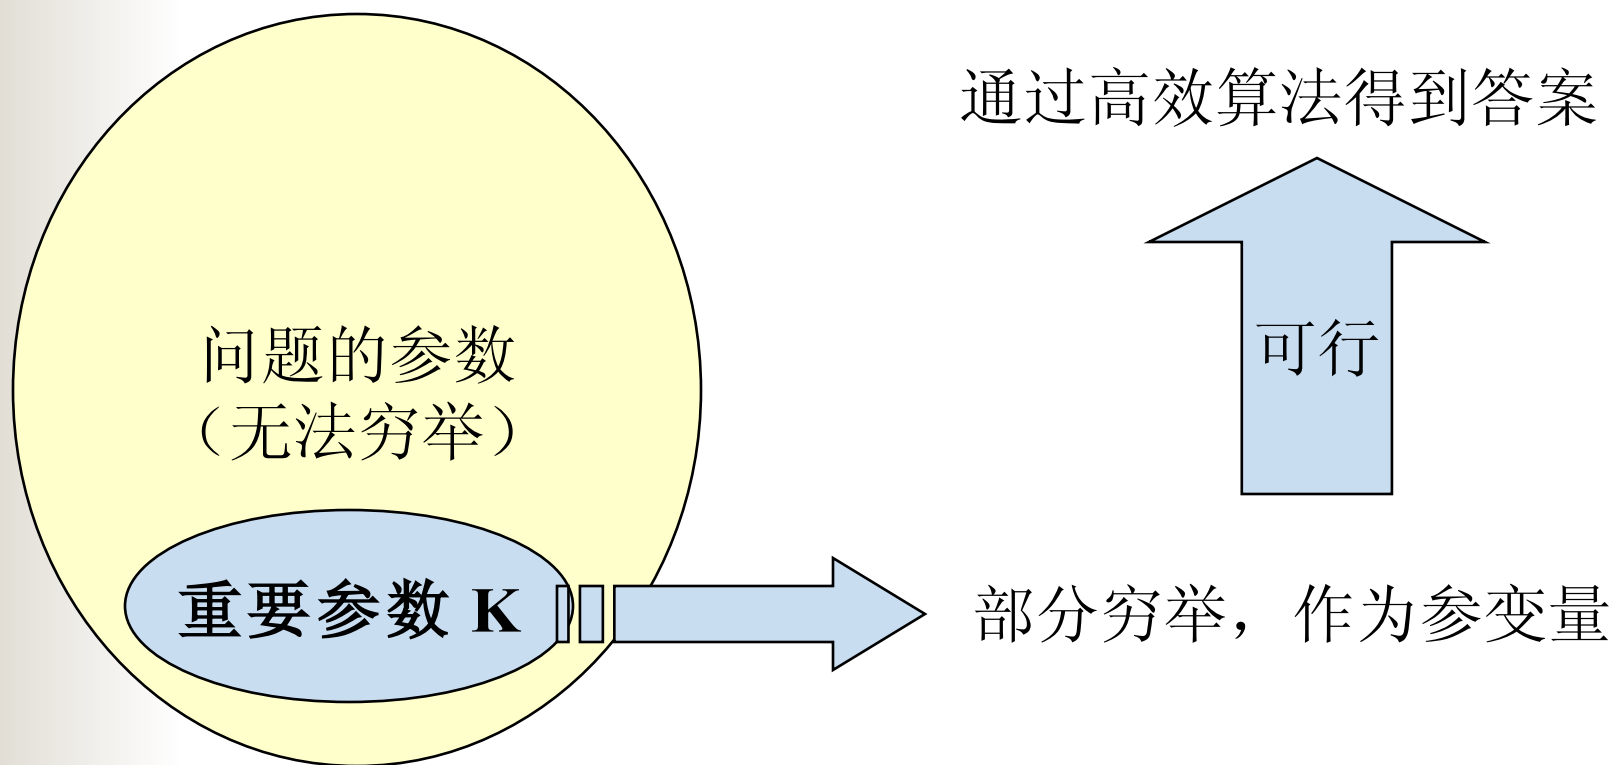 通过高效算法得到答案
可行
问题的参数
（无法穷举）
重要参数 K
部分穷举，作为参变量